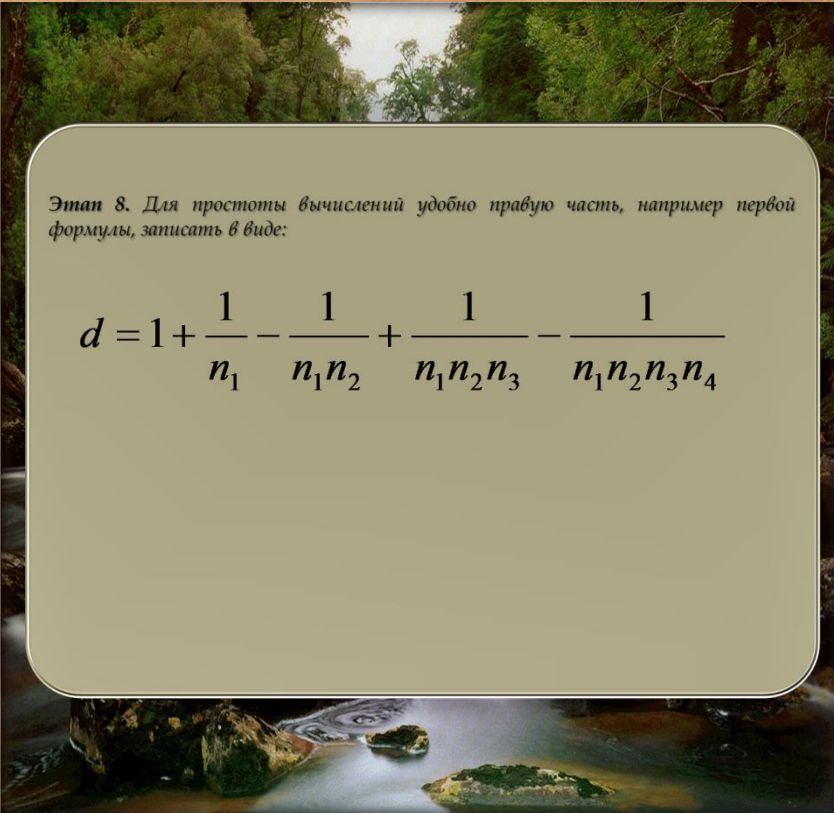 Этап 8. Для простоты вычислений удобно правую часть, например первой
формулы, записать в виде:
d = 1 + 1/n₁ − 1/(n₁n₂) + 1/(n₁n₂n₃) − 1/(n₁n₂n₃n₄)